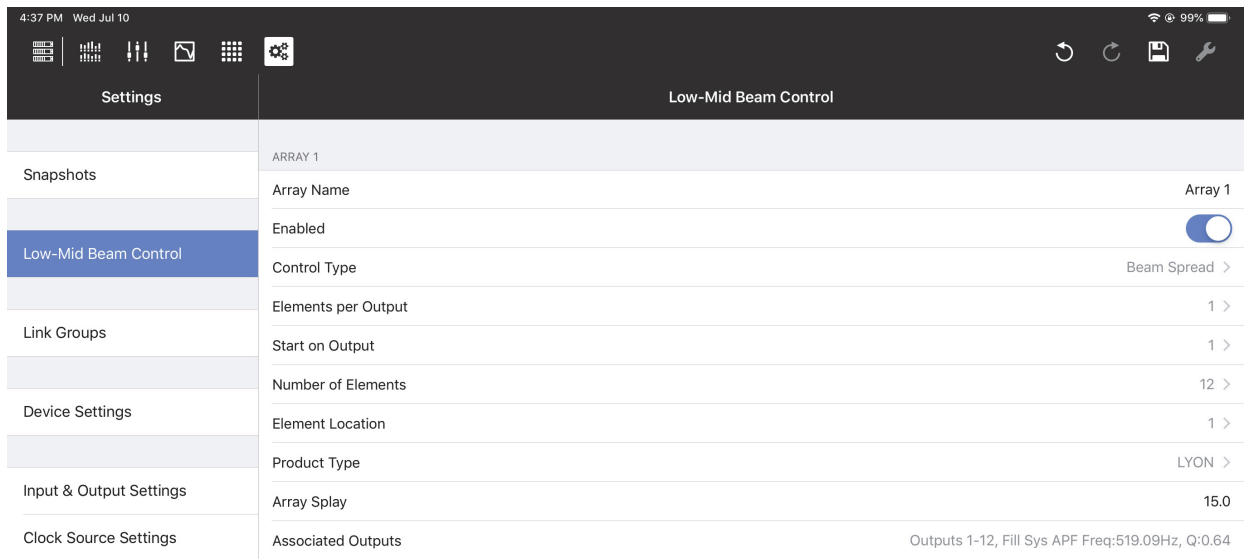 4:37 PM Wed Jul 10
99%
Settings
Low-Mid Beam Control
Snapshots
Low-Mid Beam Control
Link Groups
Device Settings
Input & Output Settings
Clock Source Settings
ARRAY 1
Array Name Array 1
Enabled
Control Type Beam Spread >
Elements per Output 1 >
Start on Output 1 >
Number of Elements 12 >
Element Location 1 >
Product Type LYON >
Array Splay 15.0
Associated Outputs Outputs 1-12, Fill Sys APF Freq:519.09Hz, Q:0.64